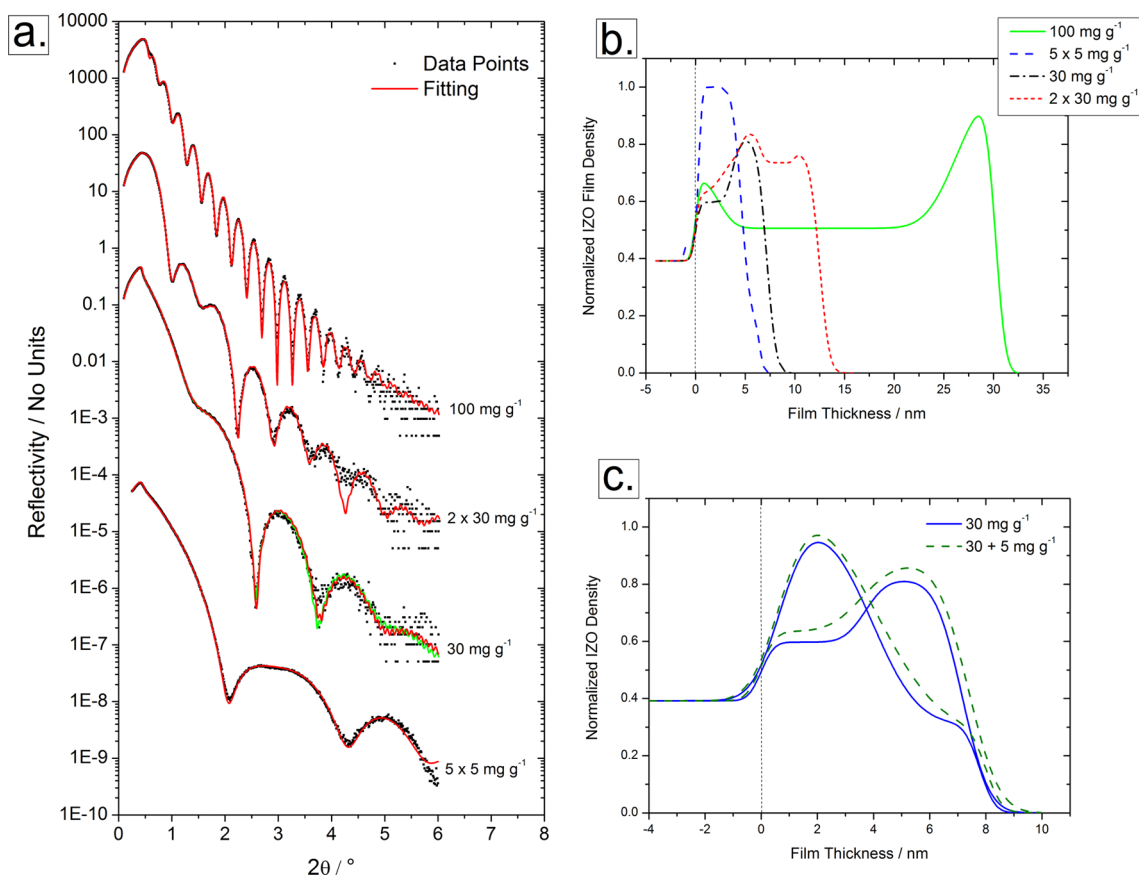 a.
10000
1000
100
10
1
0.1
0.01
1E-3
1E-4
1E-5
1E-6
1E-7
1E-8
1E-9
1E-10
Reflectivity / No Units
Data Points
Fitting
100 mg g⁻¹
2 x 30 mg g⁻¹
30 mg g⁻¹
5 x 5 mg g⁻¹
0 1 2 3 4 5 6 7 8
2θ / °
b.
100 mg g⁻¹
5 x 5 mg g⁻¹
30 mg g⁻¹
2 x 30 mg g⁻¹
1.0
0.8
0.6
0.4
0.2
0.0
Normalized IZO Film Density
-5 0 5 10 15 20 25 30 35
Film Thickness / nm
c.
30 mg g⁻¹
30 + 5 mg g⁻¹
1.0
0.8
0.6
0.4
0.2
0.0
Normalized IZO Density
-4 -2 0 2 4 6 8 10
Film Thickness / nm